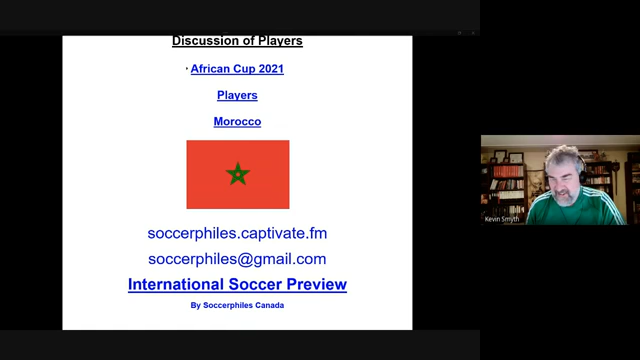 Discussion of Players
African Cup 2021
Players
Morocco
soccerphiles.captivate.fm
soccerphiles@gmail.com
International Soccer Preview
By Soccerphiles Canada
Kevin Smyth